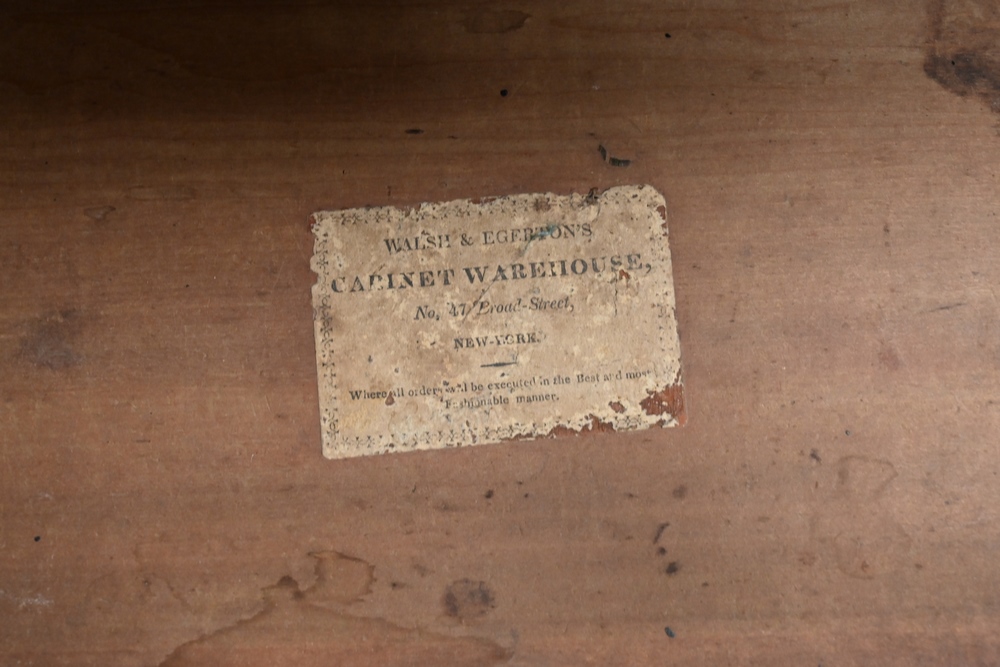 WALSH & EGERTON'S
CABINET WAREHOUSE,
No. 47 Broad-Street,
NEW-YORK.
Where all orders will be executed in the Best and most
Fashionable manner.